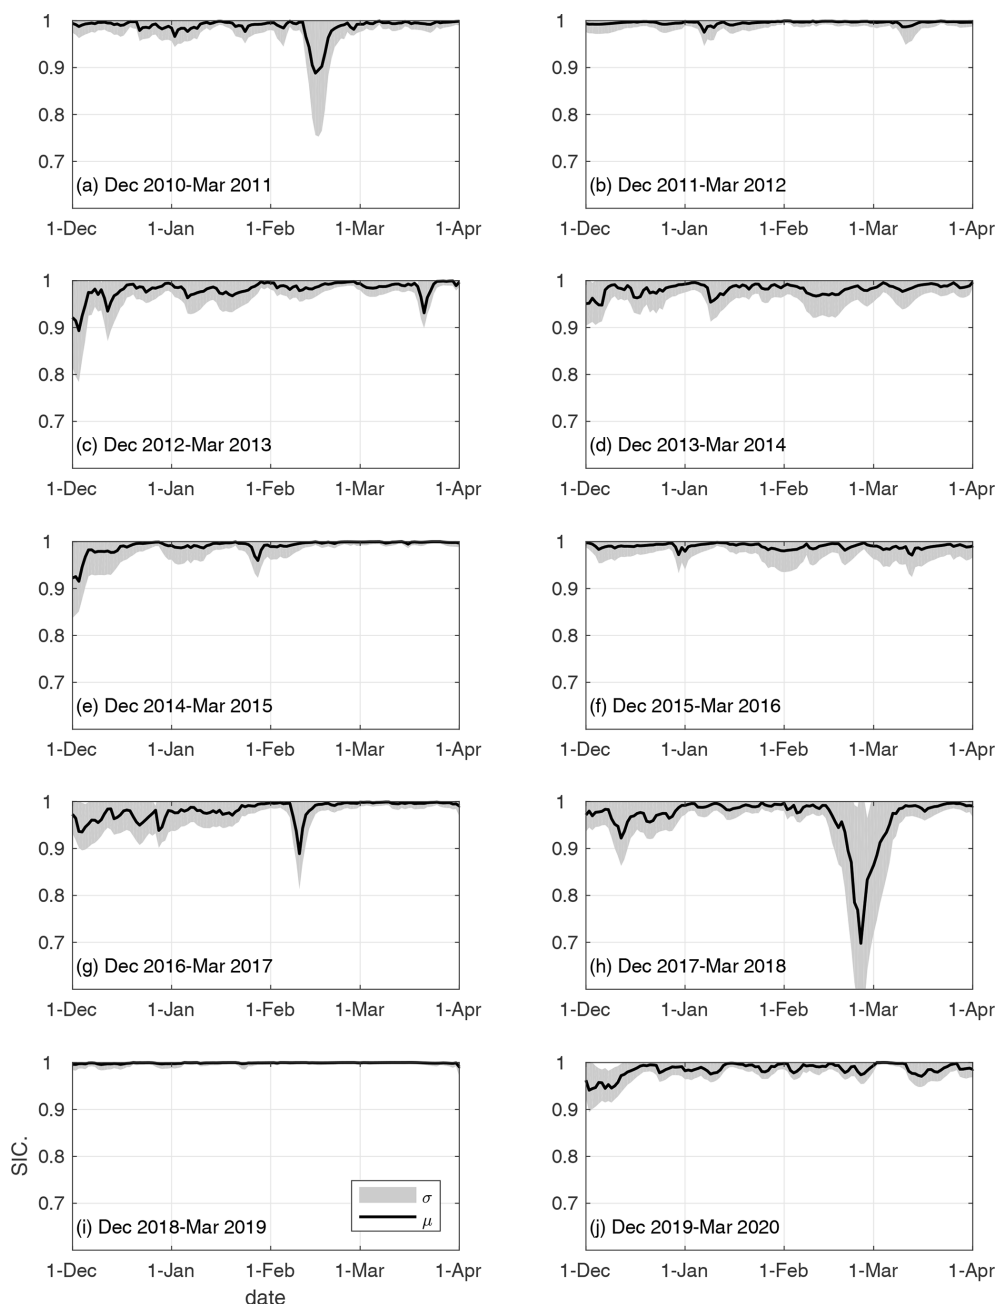 1
0.9
0.8
0.7
(a) Dec 2010-Mar 2011
1-Dec 1-Jan 1-Feb 1-Mar 1-Apr
1
0.9
0.8
0.7
(b) Dec 2011-Mar 2012
1-Dec 1-Jan 1-Feb 1-Mar 1-Apr
1
0.9
0.8
0.7
(c) Dec 2012-Mar 2013
1-Dec 1-Jan 1-Feb 1-Mar 1-Apr
1
0.9
0.8
0.7
(d) Dec 2013-Mar 2014
1-Dec 1-Jan 1-Feb 1-Mar 1-Apr
1
0.9
0.8
0.7
(e) Dec 2014-Mar 2015
1-Dec 1-Jan 1-Feb 1-Mar 1-Apr
1
0.9
0.8
0.7
(f) Dec 2015-Mar 2016
1-Dec 1-Jan 1-Feb 1-Mar 1-Apr
1
0.9
0.8
0.7
(g) Dec 2016-Mar 2017
1-Dec 1-Jan 1-Feb 1-Mar 1-Apr
1
0.9
0.8
0.7
(h) Dec 2017-Mar 2018
1-Dec 1-Jan 1-Feb 1-Mar 1-Apr
SIC.
1
0.9
0.8
0.7
σ
μ
(i) Dec 2018-Mar 2019
1-Dec 1-Jan 1-Feb 1-Mar 1-Apr
date
1
0.9
0.8
0.7
(j) Dec 2019-Mar 2020
1-Dec 1-Jan 1-Feb 1-Mar 1-Apr